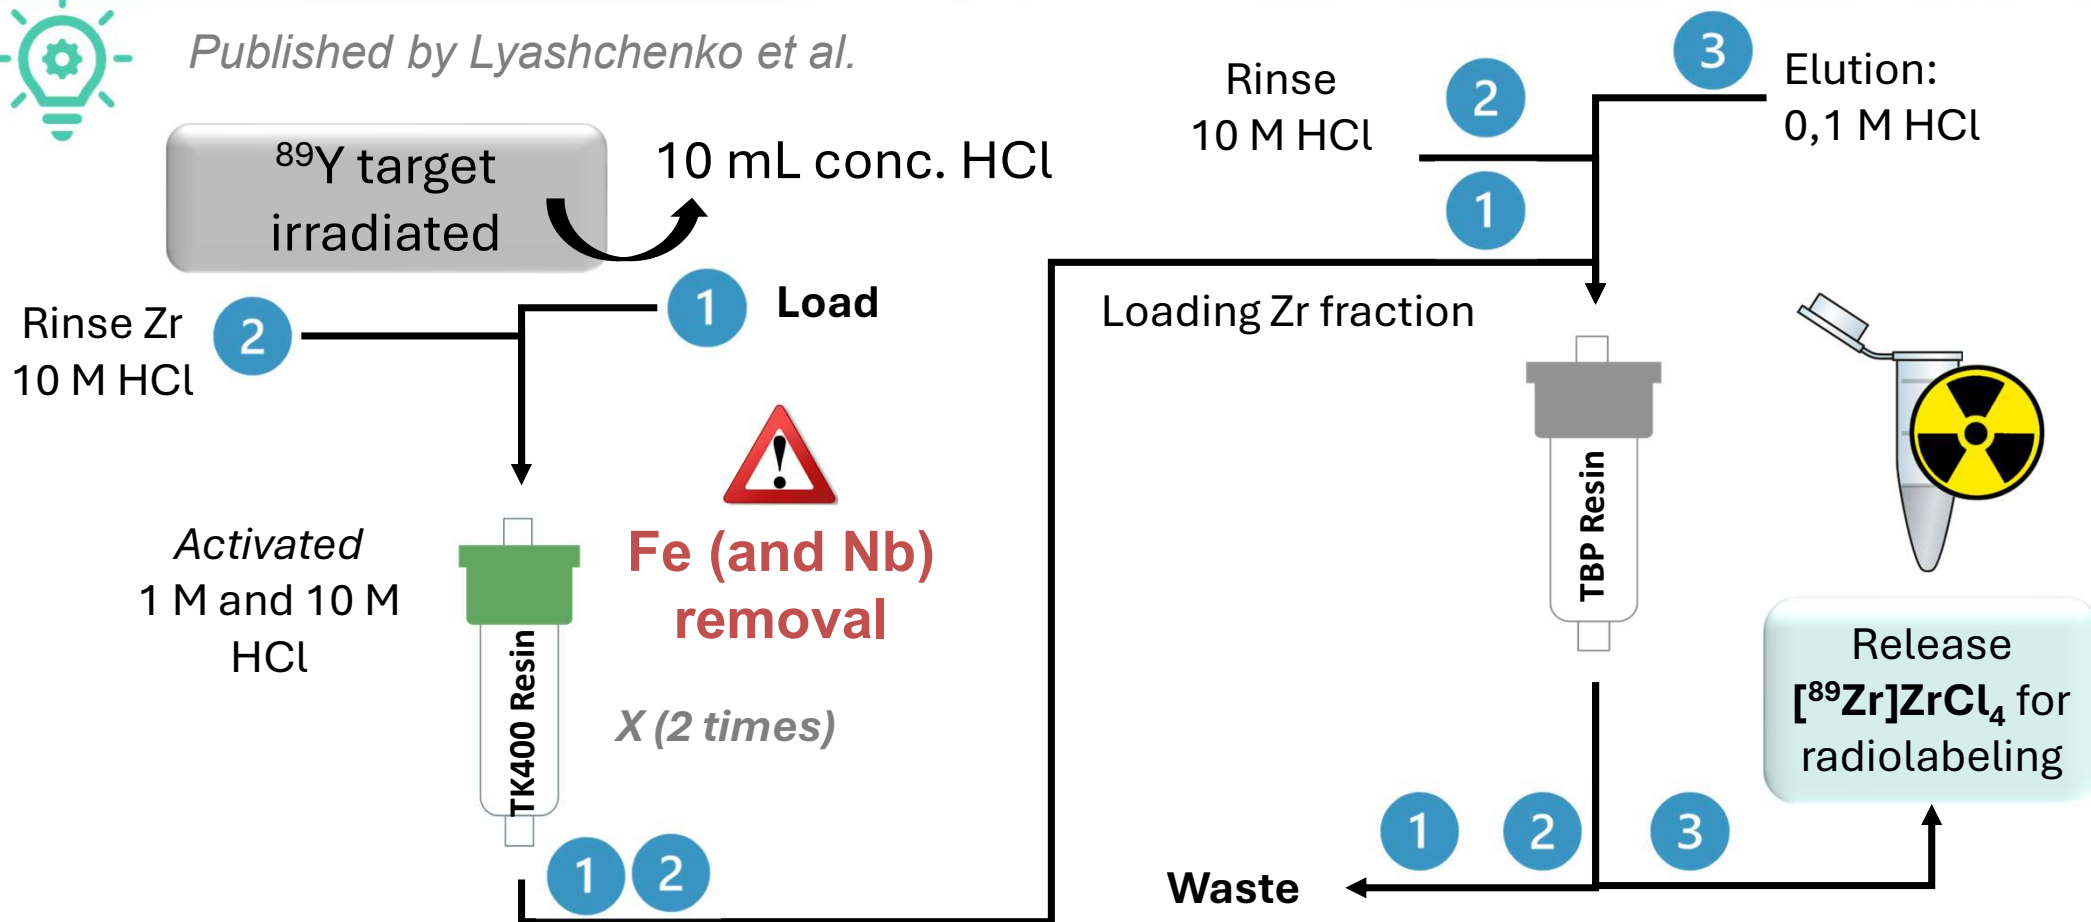 Published by Lyashchenko et al.
⁸⁹Y target
irradiated
10 mL conc. HCl
1
Load
Rinse Zr
10 M HCl
2
Activated
1 M and 10 M
HCl
TK400 Resin
!
Fe (and Nb)
removal
X (2 times)
1
2
Rinse
10 M HCl
2
1
3
Elution:
0,1 M HCl
Loading Zr fraction
TBP Resin
Release
[⁸⁹Zr]ZrCl₄ for
radiolabeling
1
2
3
Waste